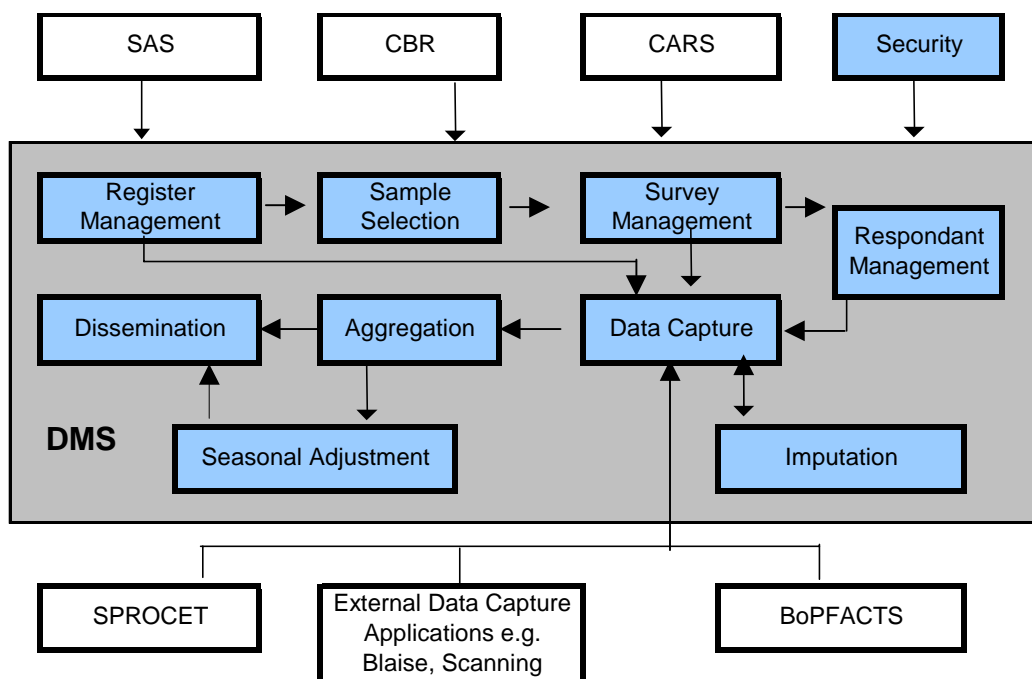 SAS
CBR
CARS
Security
Register
Management
Sample
Selection
Survey
Management
Respondant
Management
Dissemination
Aggregation
Data Capture
DMS
Seasonal Adjustment
Imputation
SPROCET
External Data Capture
Applications e.g.
Blaise, Scanning
BoPFACTS